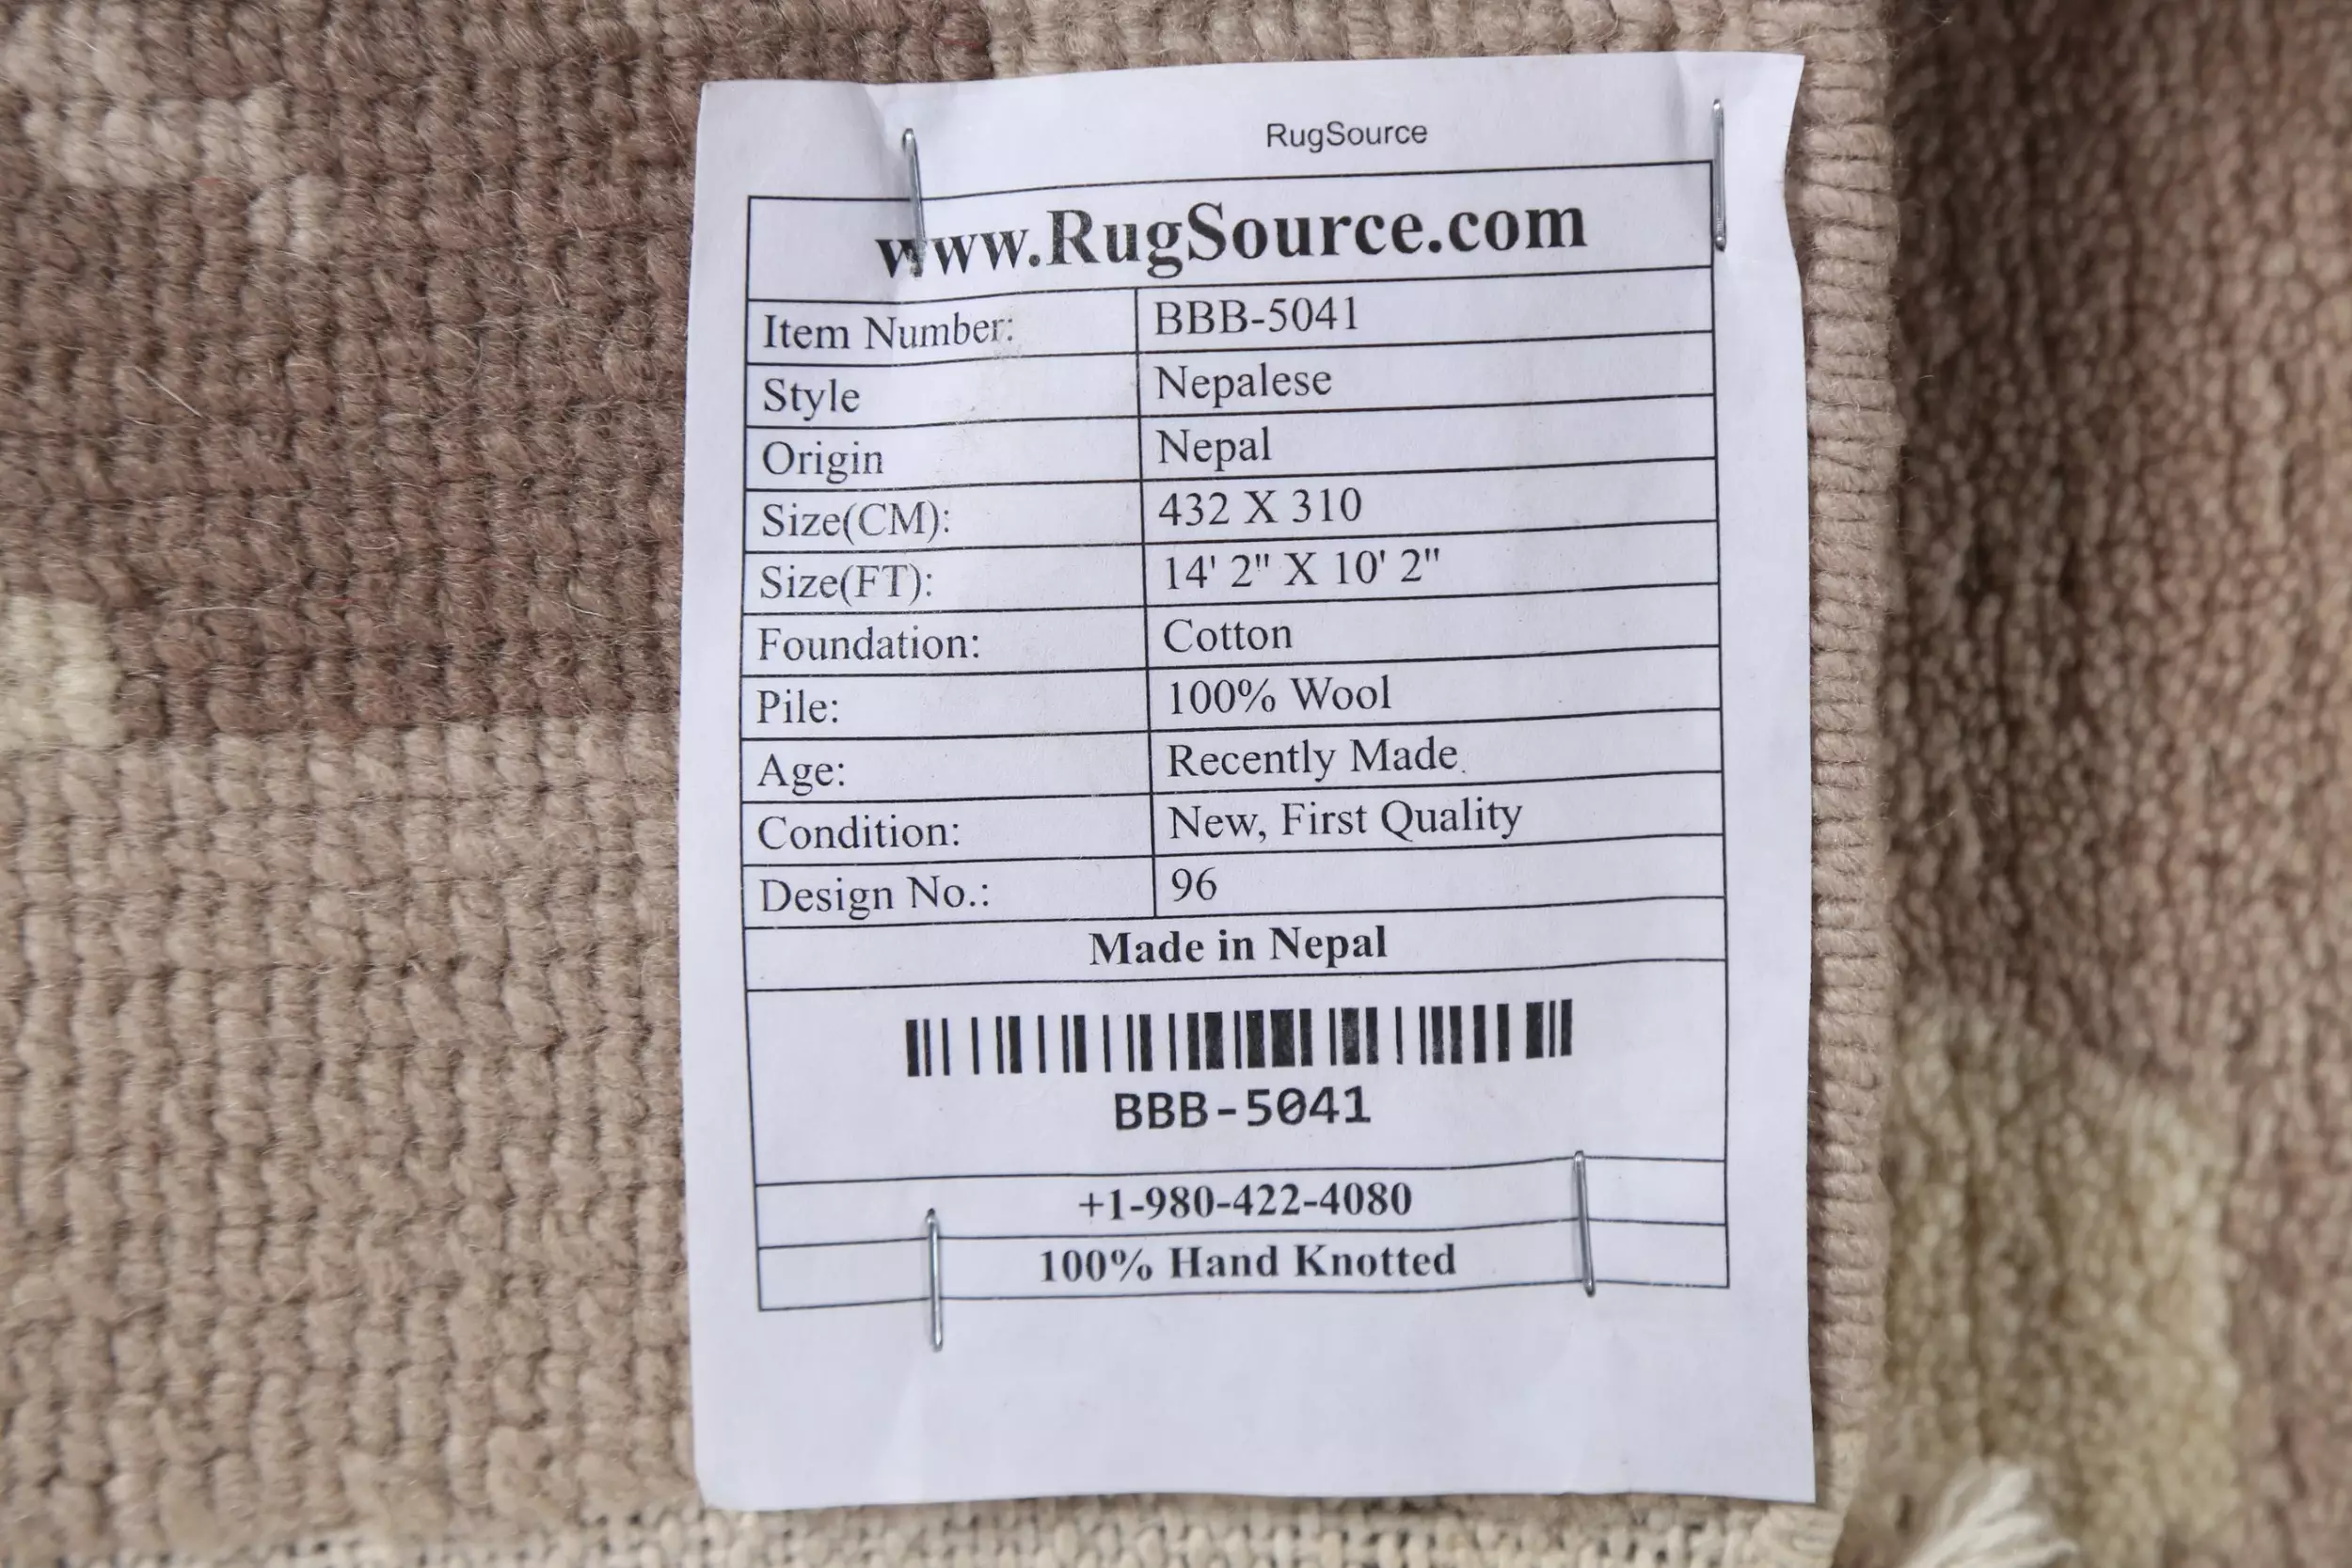 RugSource
www.RugSource.com
Item Number: BBB-5041
Style Nepalese
Origin Nepal
Size(CM): 432 X 310
Size(FT): 14' 2" X 10' 2"
Foundation: Cotton
Pile: 100% Wool
Age: Recently Made
Condition: New, First Quality
Design No.: 96
Made in Nepal
BBB-5041
+1-980-422-4080
100% Hand Knotted